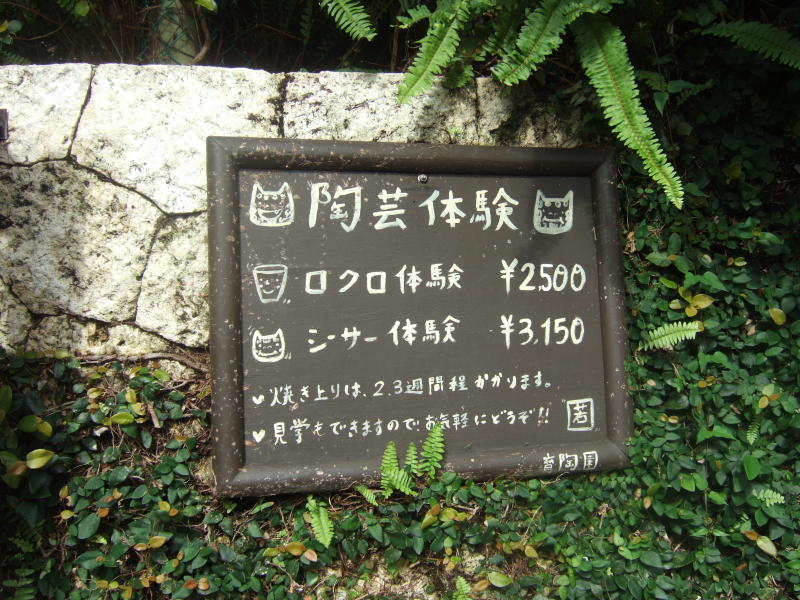 陶芸体験
ロクロ体験 ¥2,500
シーサー体験 ¥3,150
焼き上りは、2.3週間程かかります。
見学もできますので、お気軽にどうぞ!!
若
育陶園